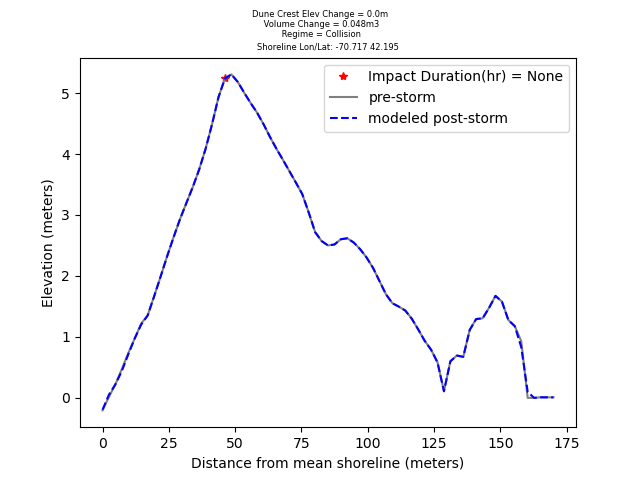 Dune Crest Elev Change = 0.0m
Volume Change = 0.048m3
Regime = Collision
Shoreline Lon/Lat: -70.717 42.195
Impact Duration(hr) = None
pre-storm
modeled post-storm
Elevation (meters)
5
4
3
2
1
0
0 25 50 75 100 125 150 175
Distance from mean shoreline (meters)